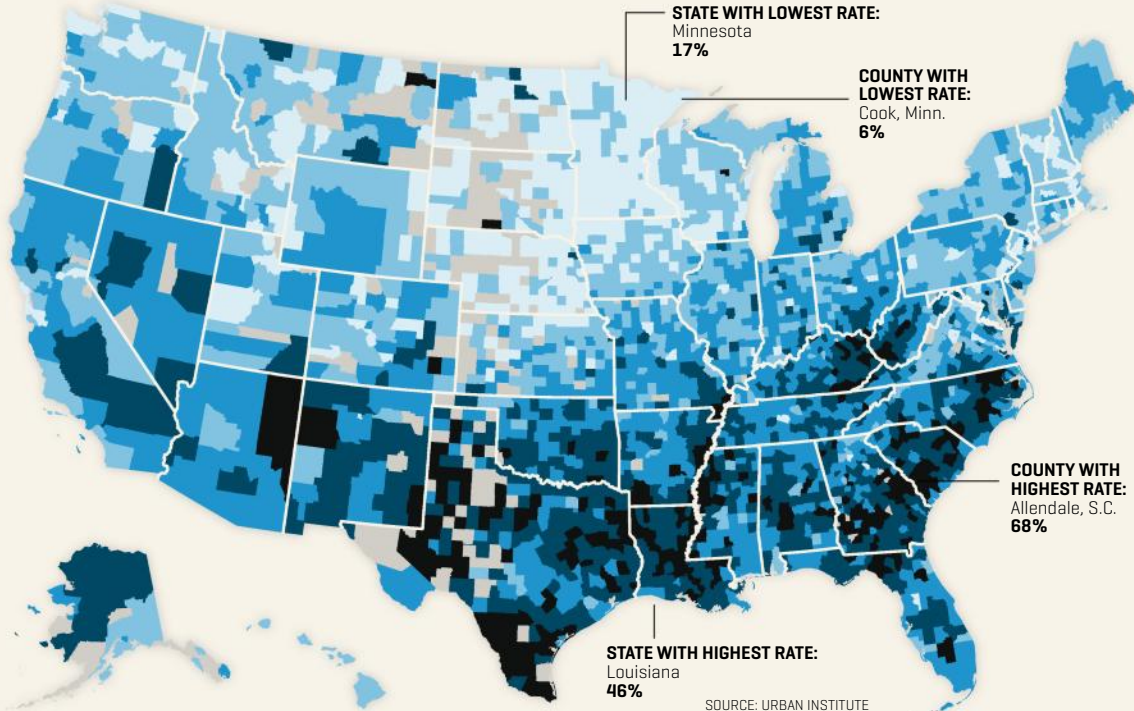 STATE WITH LOWEST RATE:
Minnesota
17%
COUNTY WITH
LOWEST RATE:
Cook, Minn.
6%
COUNTY WITH
HIGHEST RATE:
Allendale, S.C.
68%
STATE WITH HIGHEST RATE:
Louisiana
46%
SOURCE: URBAN INSTITUTE